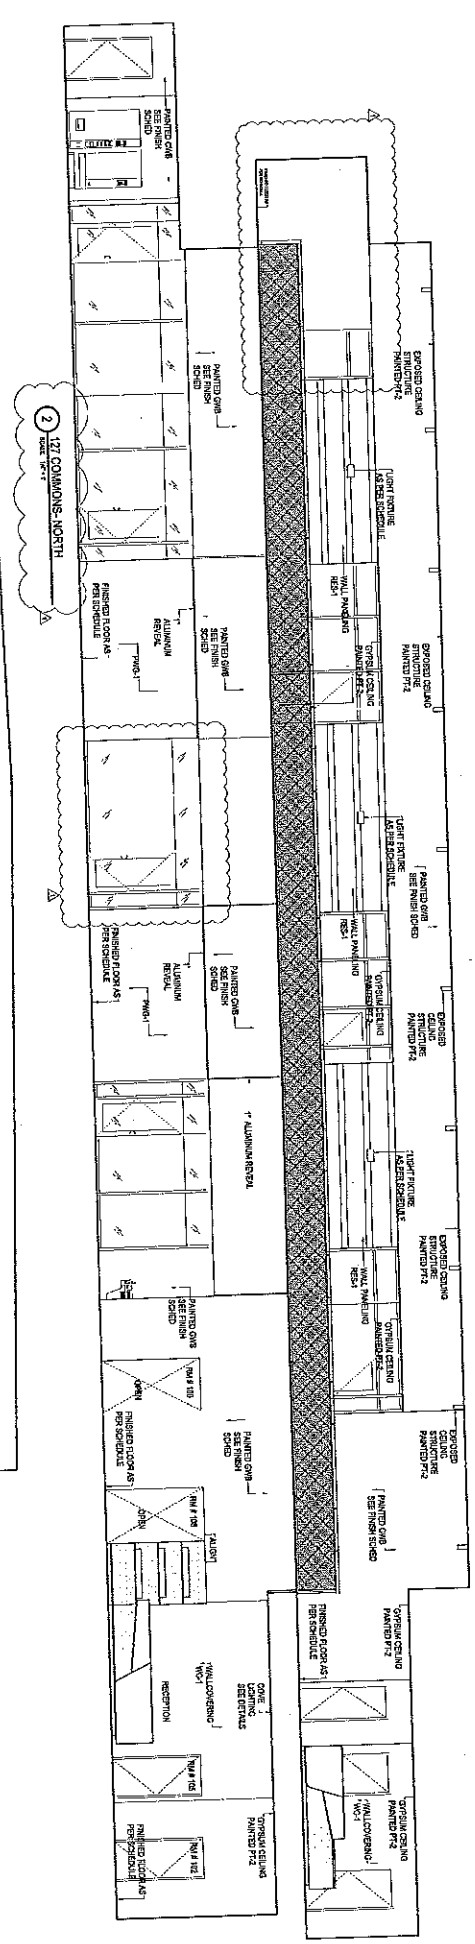 EXPOSED CEILING
STRUCTURE
PAINTED PT-2
LIGHT FIXTURE
AS PER SCHEDULE
WALL PANELING
RES-1
GYPSUM CEILING
PAINTED PT-2
EXPOSED CEILING
STRUCTURE
PAINTED PT-2
LIGHT FIXTURE
AS PER SCHEDULE
PAINTED GWB
SEE FINISH SCHED
WALL PANELING
RES-1
GYPSUM CEILING
PAINTED PT-2
EXPOSED
CEILING
STRUCTURE
PAINTED PT-2
LIGHT FIXTURE
AS PER SCHEDULE
EXPOSED CEILING
STRUCTURE
PAINTED PT-2
WALL PANELING
RES-1
GYPSUM CEILING
PAINTED PT-2
EXPOSED
CEILING
STRUCTURE
PAINTED PT-2
PAINTED GWB
SEE FINISH SCHED
GYPSUM CEILING
PAINTED PT-2
FINISHED FLOOR AS
PER SCHEDULE
GYPSUM CEILING
PAINTED PT-2
WALLCOVERING
WC-1
PAINTED GWB
SEE FINISH
SCHED
PAINTED GWB
SEE FINISH
SCHED
PAINTED GWB
SEE FINISH
SCHED
1"
ALUMINUM
REVEAL
PWG-1
FINISHED FLOOR AS
PER SCHEDULE
PAINTED GWB
SEE FINISH
SCHED
1"
ALUMINUM
REVEAL
PWG-1
FINISHED FLOOR AS
PER SCHEDULE
1" ALUMINUM REVEAL
PAINTED GWB
SEE FINISH
SCHED
OPEN
FINISHED FLOOR AS
PER SCHEDULE
PAINTED GWB
SEE FINISH
SCHED
RM # 108
OPEN
ALIGN
COVE
LIGHTING
SEE DETAILS
WALLCOVERING
WC-1
RECEPTION
RM # 105
GYPSUM CEILING
PAINTED PT-2
RM # 102
FINISHED FLOOR AS
PER SCHEDULE
2
127 COMMONS- NORTH